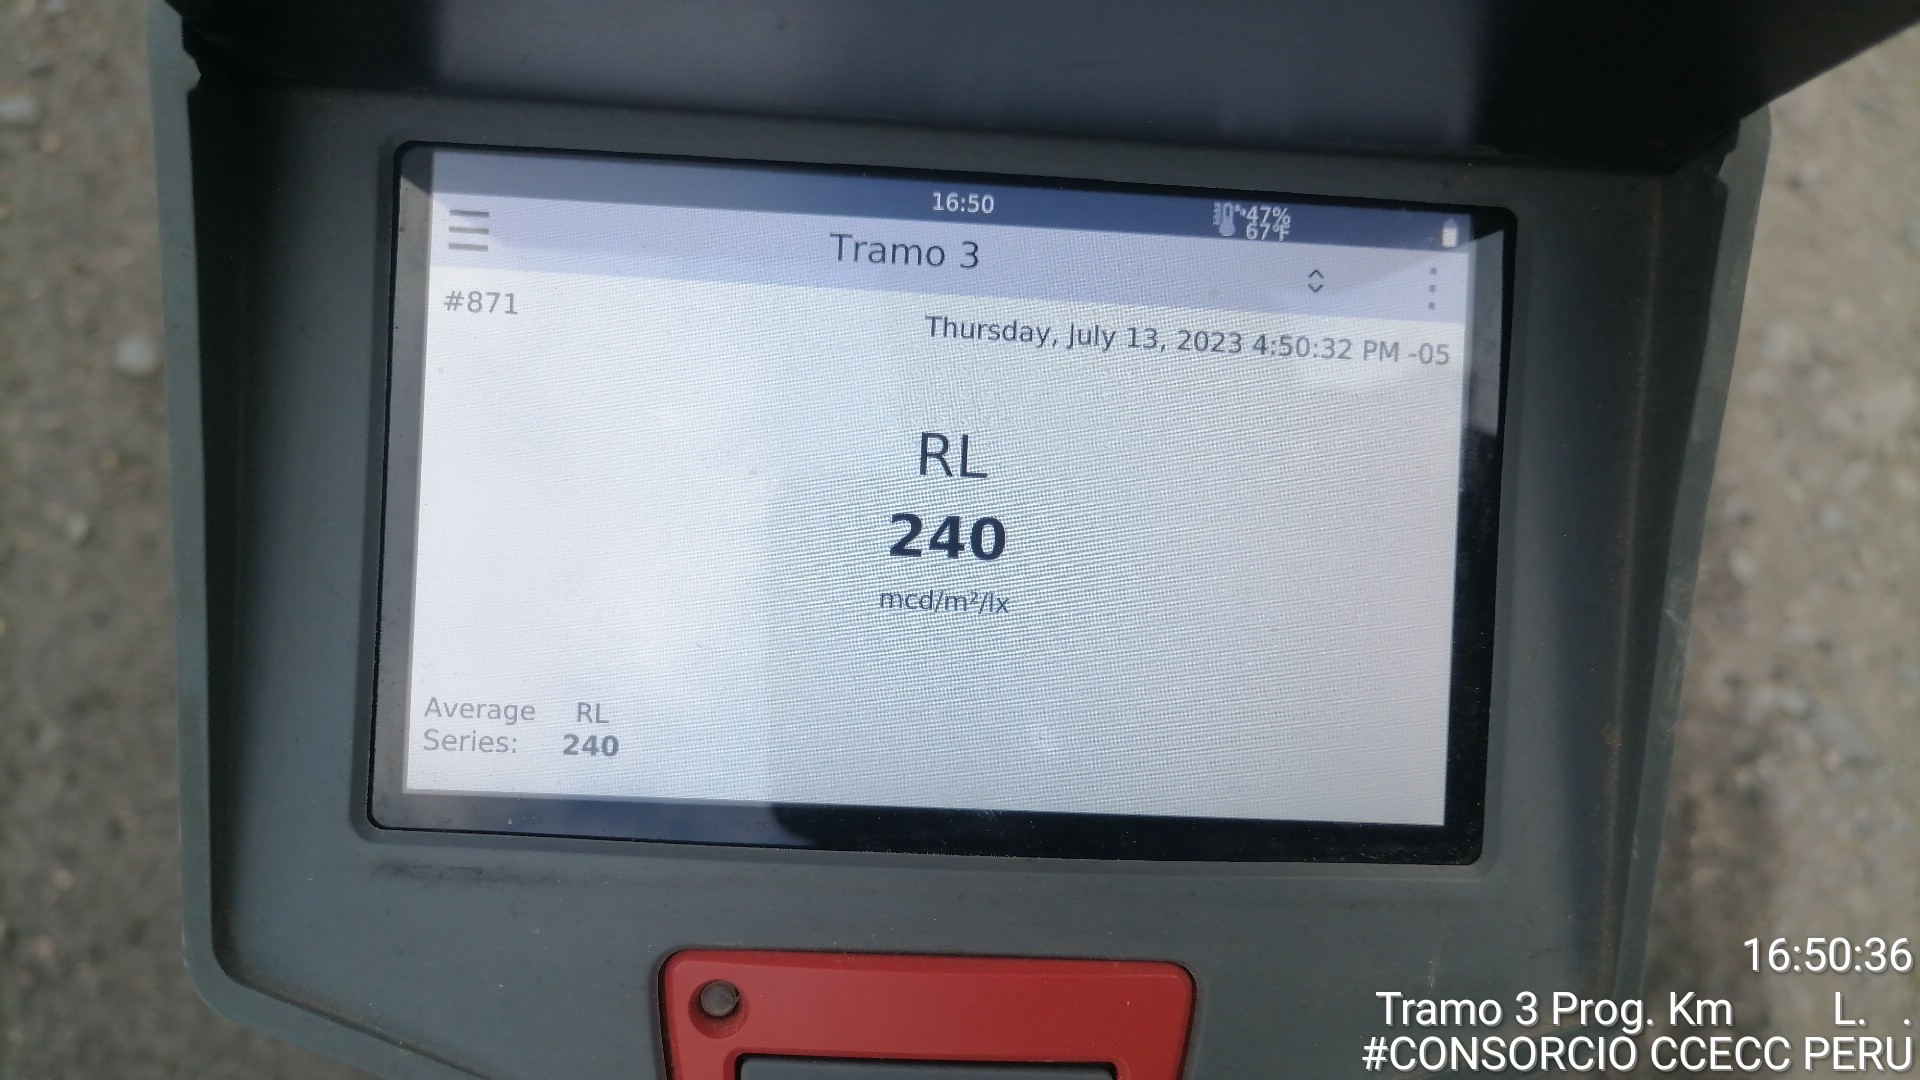 16:50
47%
67°F
Tramo 3
#871
Thursday, July 13, 2023 4:50:32 PM -05
RL
240
mcd/m²/lx
Average RL
Series: 240
16:50:36
Tramo 3 Prog. Km L. .
#CONSORCIO CCECC PERU